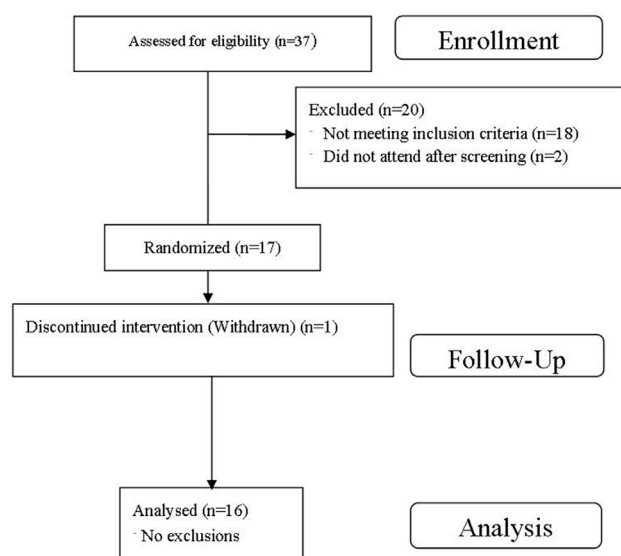 Assessed for eligibility (n=37)
Enrollment
Excluded (n=20)
- Not meeting inclusion criteria (n=18)
- Did not attend after screening (n=2)
Randomized (n=17)
Discontinued intervention (Withdrawn) (n=1)
Follow-Up
Analysed (n=16)
- No exclusions
Analysis